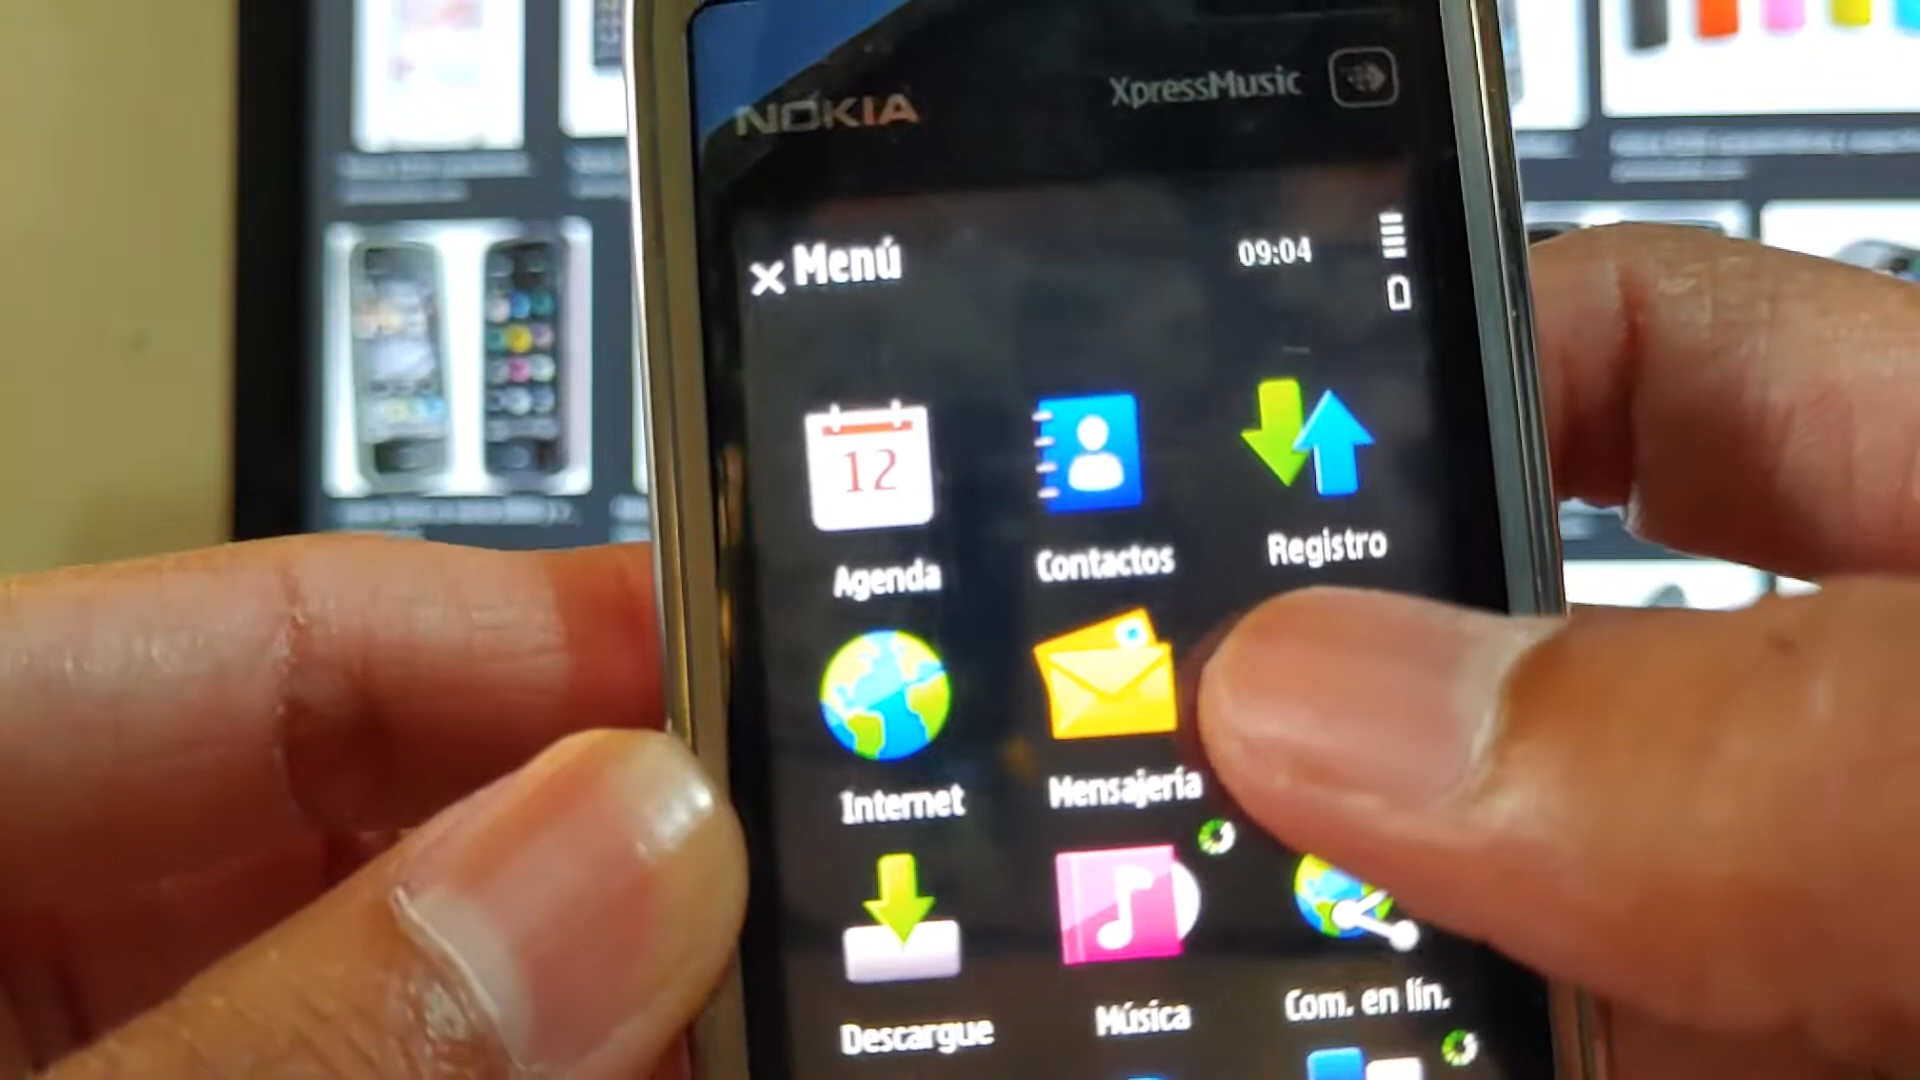 NOKIA
XpressMusic
Menú
09:04
12
Agenda
Contactos
Registro
Internet
Mensajería
Descargue
Música
Com. en lín.